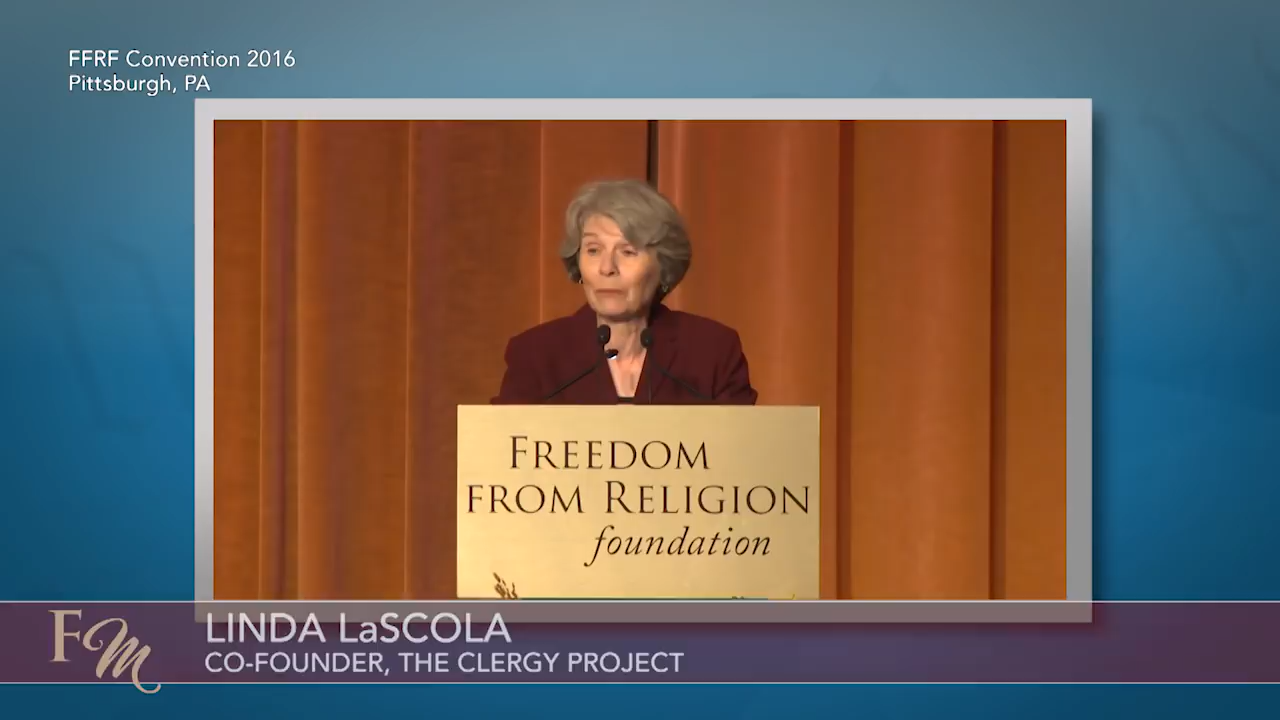 FFRF Convention 2016
Pittsburgh, PA
FREEDOM
FROM RELIGION
foundation
FM
LINDA LaSCOLA
CO-FOUNDER, THE CLERGY PROJECT